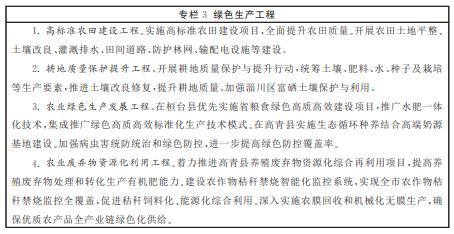 专栏 3 绿色生产工程
1. 高标准农田建设工程。实施高标准农田建设项目，全面提升农田质量。开展农田土地平整、
土壤改良、灌溉排水、田间道路、防护林网、输配电设施等建设。
2. 耕地质量保护提升工程。开展耕地质量保护与提升行动，统筹土壤、肥料、水、种子及栽培
等生产要素，推进土壤改良修复，提升耕地质量。加强淄川区富硒土壤保护与利用。
3. 农业绿色生产发展工程。在桓台县优先实施省粮食绿色高质高效建设项目，推广水肥一体
化技术，集成推广绿色高质高效标准化生产技术模式。在高青县实施生态循环种养结合高端奶源
基地建设。加强病虫害统防统治和绿色防控，进一步提高绿色防控覆盖率。
4. 农业废弃物资源化利用工程。着力推进高青县养殖废弃物资源化综合再利用项目，提高养
殖废弃物处理和转化生产有机肥能力。建设农作物秸秆禁烧智能化监控系统，实现全市农作物秸
秆禁烧监控全覆盖，促进秸秆饲料化、能源化综合利用。深入实施农膜回收和机械化无膜生产，确
保优质农产品全产业链绿色化供给。